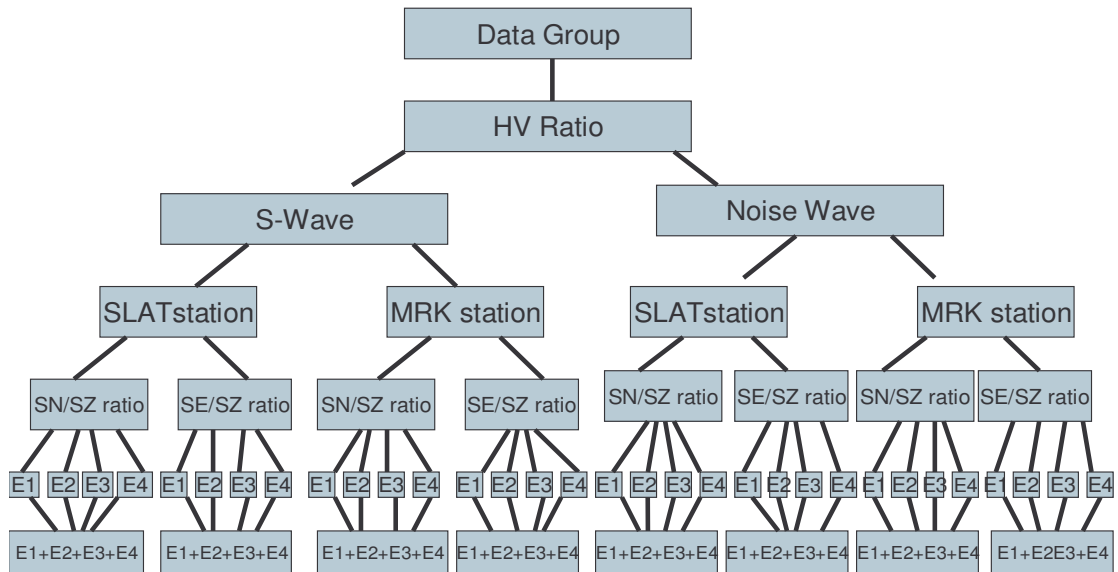 Data Group
HV Ratio
S-Wave
Noise Wave
SLATstation
MRK station
SLATstation
MRK station
SN/SZ ratio
SE/SZ ratio
SN/SZ ratio
SE/SZ ratio
SN/SZ ratio
SE/SZ ratio
SN/SZ ratio
SE/SZ ratio
E1 E2 E3 E4
E1 E2 E3 E4
E1 E2 E3 E4
E1 E2 E3 E4
E1 E2 E3 E4
E1 E2 E3 E4
E1 E2 E3 E4
E1 E2 E3 E4
E1+E2+E3+E4
E1+E2+E3+E4
E1+E2+E3+E4
E1+E2+E3+E4
E1+E2+E3+E4
E1+E2+E3+E4
E1+E2+E3+E4
E1+E2E3+E4